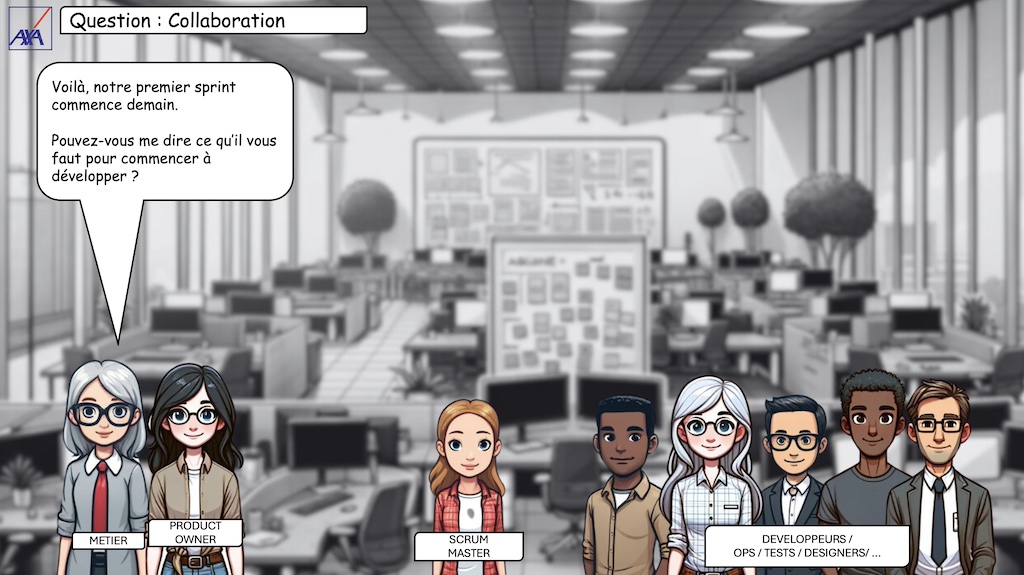 AXA
Question : Collaboration
Voilà, notre premier sprint
commence demain.
Pouvez-vous me dire ce qu'il vous
faut pour commencer à
développer ?
METIER
PRODUCT
OWNER
SCRUM
MASTER
DEVELOPPEURS /
OPS / TESTS / DESIGNERS/ ...